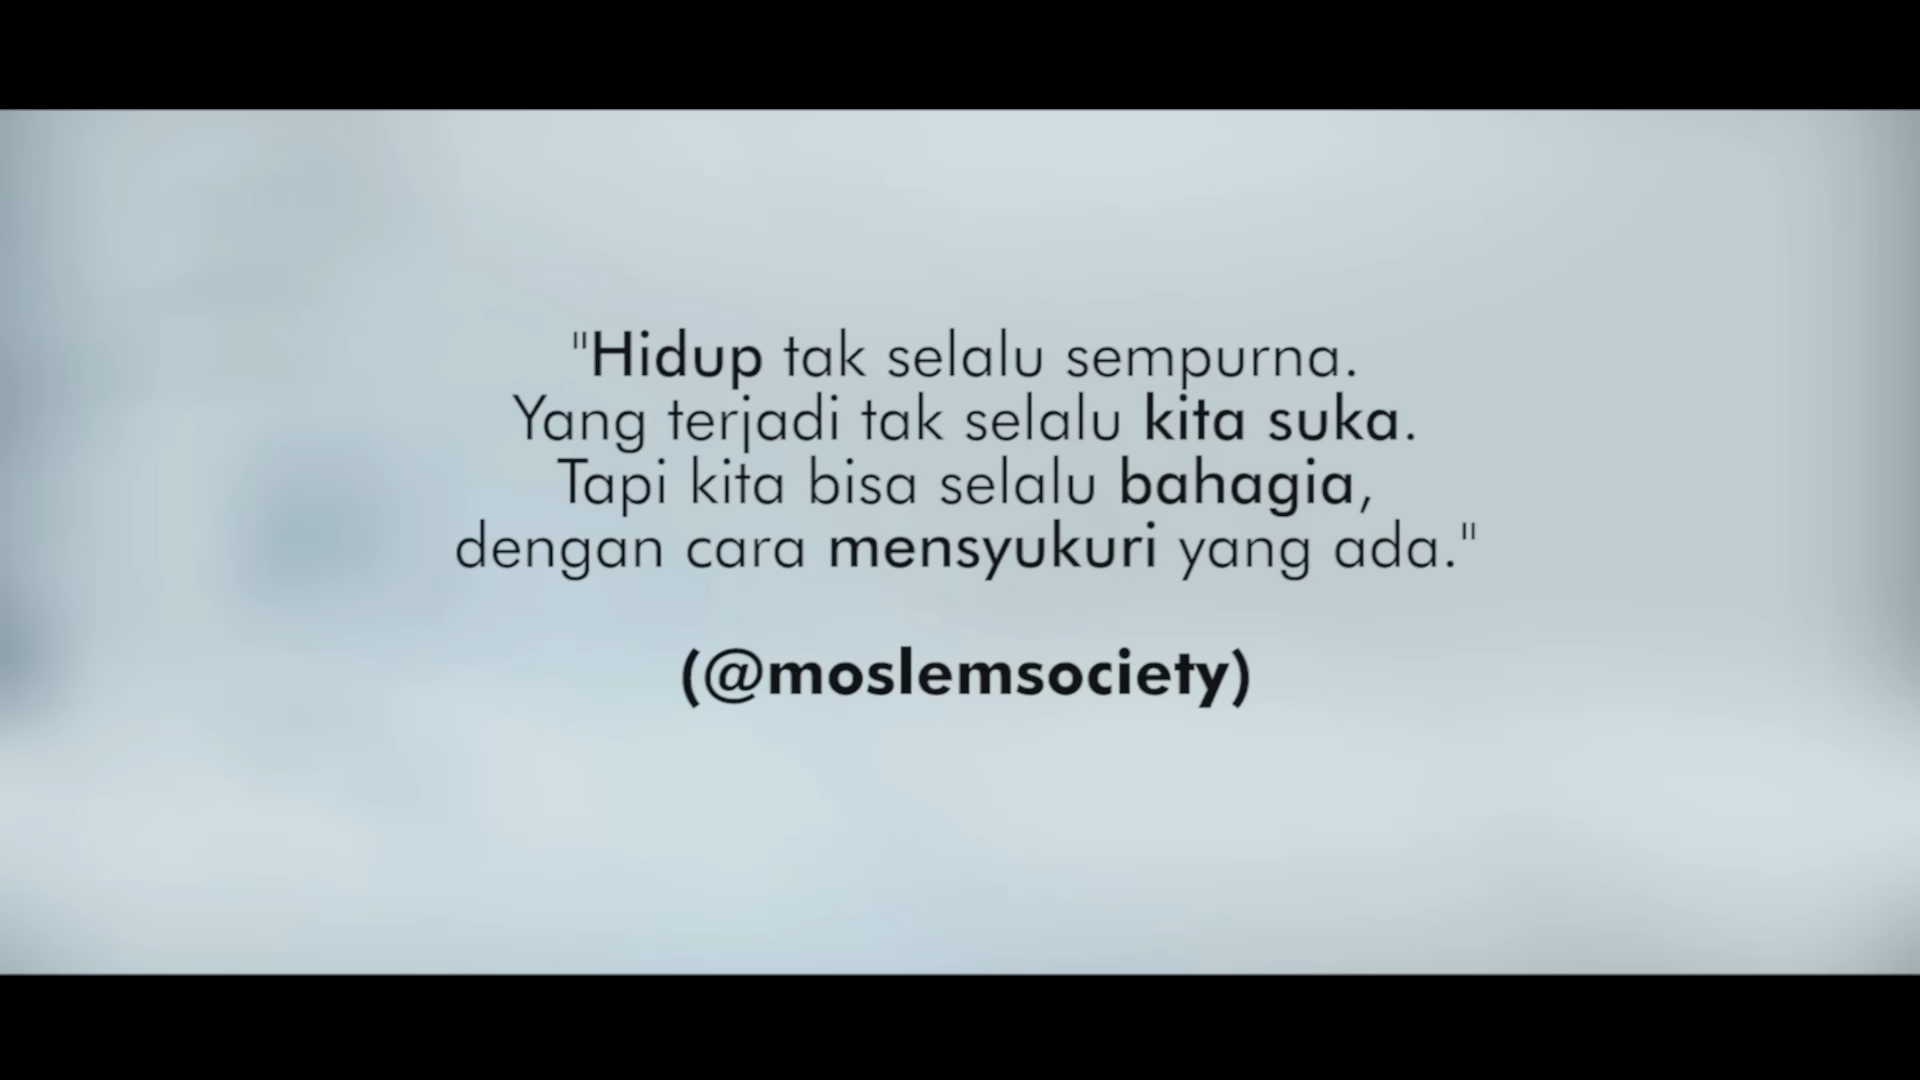 "Hidup tak selalu sempurna.
Yang terjadi tak selalu kita suka.
Tapi kita bisa selalu bahagia,
dengan cara mensyukuri yang ada."
(@moslemsociety)